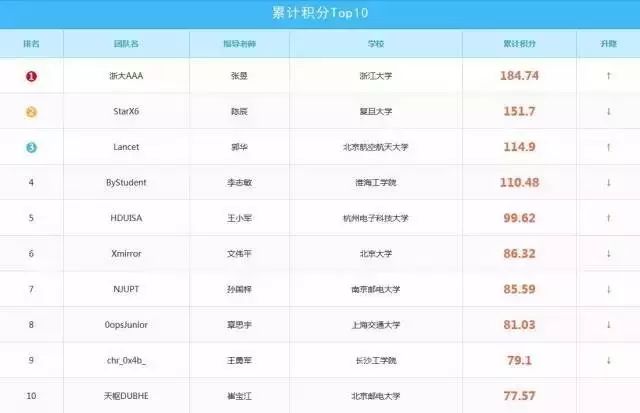 累计积分Top10
排名 团队名 指导老师 学校 累计积分 升降
1 浙大AAA 张昱 浙江大学 184.74 ↑
2 StarX6 陈辰 复旦大学 151.7 ↓
3 Lancet 郭华 北京航空航天大学 114.9 ↑
4 ByStudent 李志敏 淮海工学院 110.48 ↓
5 HDUISA 王小军 杭州电子科技大学 99.62 ↑
6 Xmirror 文伟平 北京大学 86.32 ↓
7 NJUPT 孙国梓 南京邮电大学 85.59 ↓
8 0opsJunior 章思宇 上海交通大学 81.03 ↓
9 chr_0x4b_ 王勇军 长沙工学院 79.1 ↓
10 天枢DUBHE 崔宝江 北京邮电大学 77.57